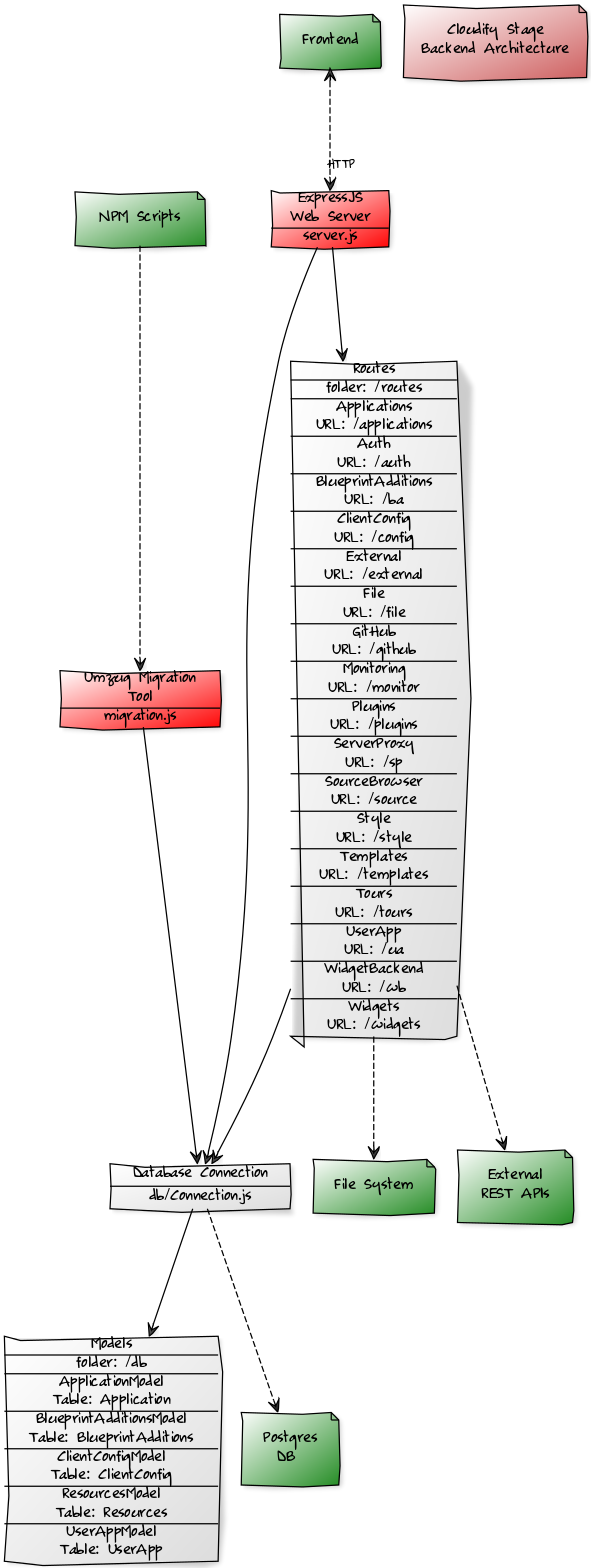 Frontend
Cloudify Stage
Backend Architecture
HTTP
NPM Scripts
ExpressJS
Web Server
server.js
Routes
folder: /routes
Applications
URL: /applications
Auth
URL: /auth
BlueprintAdditions
URL: /ba
ClientConfig
URL: /config
External
URL: /external
File
URL: /file
GitHub
URL: /github
Monitoring
URL: /monitor
Plugins
URL: /plugins
ServerProxy
URL: /sp
SourceBrowser
URL: /source
Style
URL: /style
Templates
URL: /templates
Tours
URL: /tours
UserApp
URL: /ua
WidgetBackend
URL: /wb
Widgets
URL: /widgets
Umzug Migration
Tool
migration.js
Database Connection
db/Connection.js
File System
External
REST APIs
Models
folder: /db
ApplicationModel
Table: Application
BlueprintAdditionsModel
Table: BlueprintAdditions
ClientConfigModel
Table: ClientConfig
ResourcesModel
Table: Resources
UserAppModel
Table: UserApp
Postgres
DB